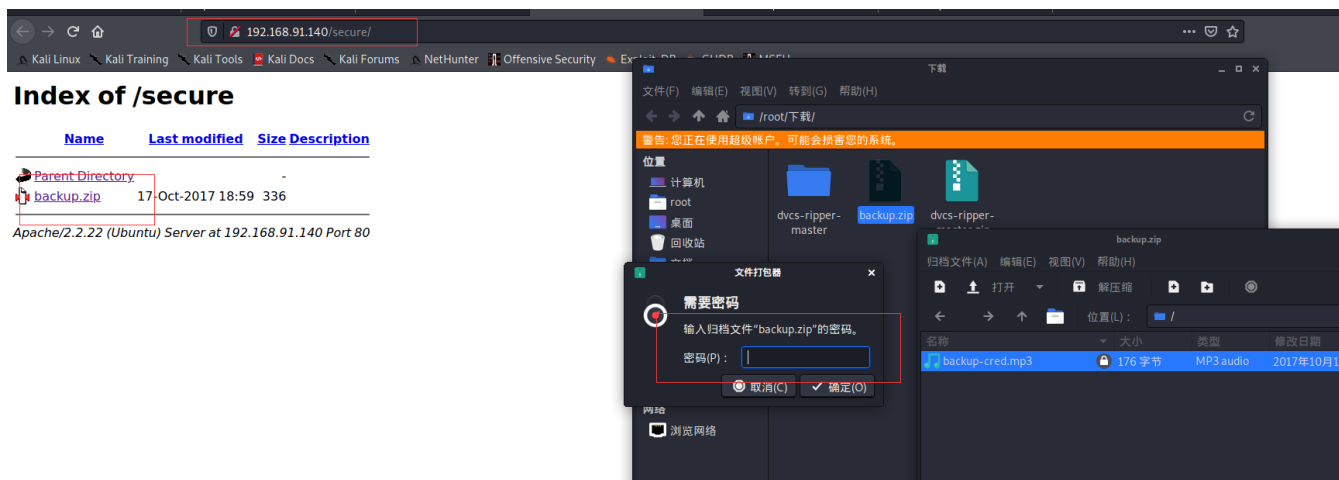 192.168.91.140/secure/
Kali Linux Kali Training Kali Tools Kali Docs Kali Forums NetHunter Offensive Security
Index of /secure
Name Last modified Size Description
Parent Directory -
backup.zip 17-Oct-2017 18:59 336
Apache/2.2.22 (Ubuntu) Server at 192.168.91.140 Port 80
下载
文件(F) 编辑(E) 视图(V) 转到(G) 帮助(H)
/root/下载/
警告: 您正在使用超级帐户。可能会损害您的系统。
位置
计算机
root
桌面
回收站
网络
浏览网络
dvcs-ripper-
master
backup.zip
dvcs-ripper-
backup.zip
归档文件(A) 编辑(E) 视图(V) 帮助(H)
打开 解压缩
位置(L): /
名称 大小 类型 修改日期
backup-cred.mp3 176 字节 MP3 audio 2017年10月1
文件打包器
需要密码
输入归档文件“backup.zip”的密码。
密码(P):
取消(C) 确定(O)